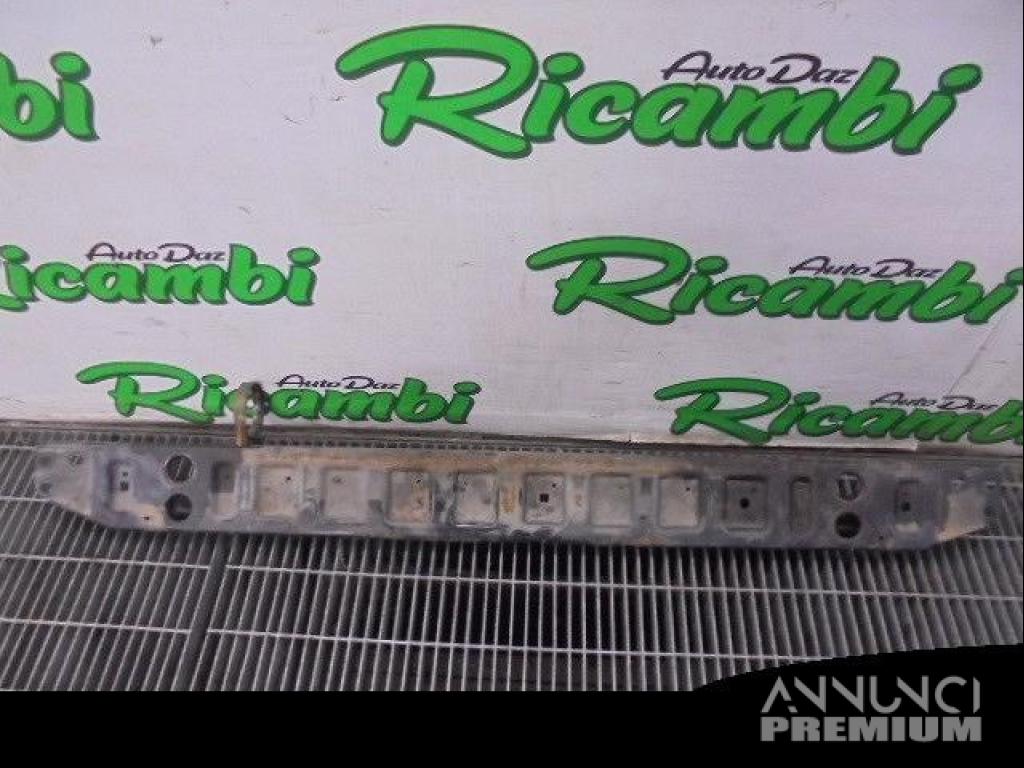 Auto Daz
bi Ricambi
Auto Daz Auto Daz
icambi Ricambi
Auto Daz Auto Daz
Ricambi Ricambi
ANNUNCI
PREMIUM